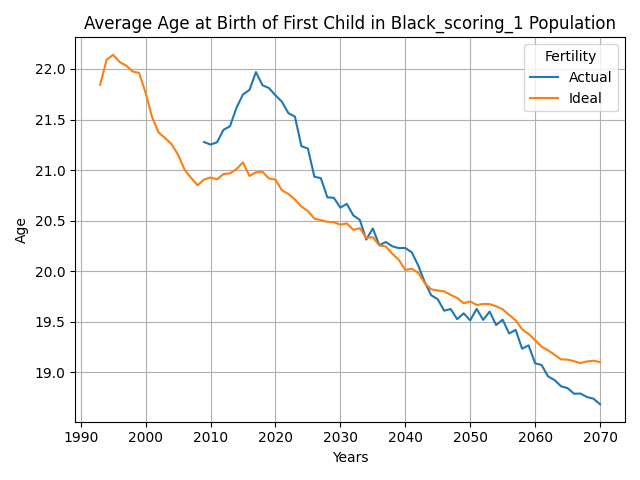 Average Age at Birth of First Child in Black_scoring_1 Population
Fertility
Actual
Ideal
Age
22.0
21.5
21.0
20.5
20.0
19.5
19.0
1990 2000 2010 2020 2030 2040 2050 2060 2070
Years